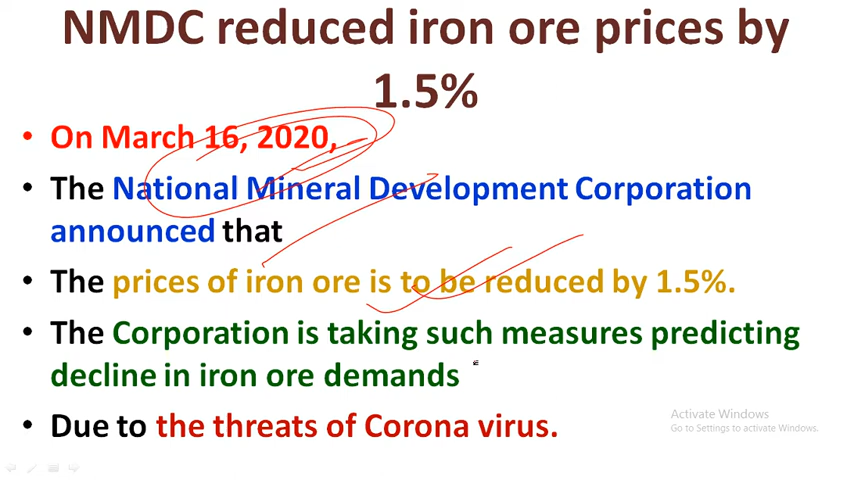 NMDC reduced iron ore prices by
1.5%
• On March 16, 2020,
• The National Mineral Development Corporation
announced that
• The prices of iron ore is to be reduced by 1.5%.
• The Corporation is taking such measures predicting
decline in iron ore demands
• Due to the threats of Corona virus.
Activate Windows
Go to Settings to activate Windows.